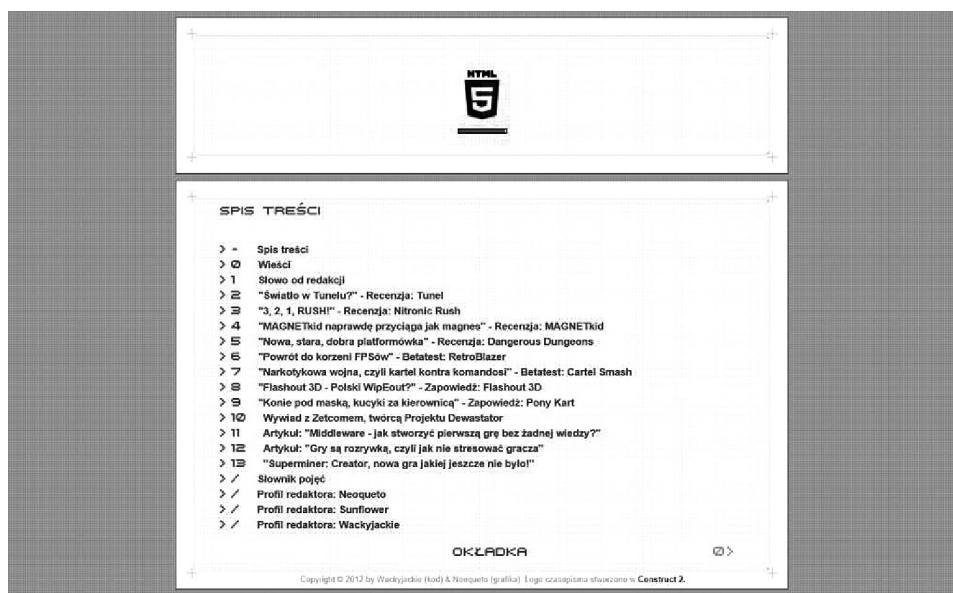 HTML
5
SPIS TREŚCI
> - Spis treści
> 0 Wieści
> 1 Słowo od redakcji
> 2 "Światło w Tunelu?" - Recenzja: Tunel
> 3 "3, 2, 1, RUSH!" - Recenzja: Nitronic Rush
> 4 "MAGNETkid naprawdę przyciąga jak magnes" - Recenzja: MAGNETkid
> 5 "Nowa, stara, dobra platformówka" - Recenzja: Dangerous Dungeons
> 6 "Powrót do korzeni FPSów" - Betatest: RetroBlazer
> 7 "Narkotykowa wojna, czyli kartel kontra komandosi" - Betatest: Cartel Smash
> 8 "Flashout 3D - Polski WipEout?" - Zapowiedź: Flashout 3D
> 9 "Konie pod maską, kucyki za kierownicą" - Zapowiedź: Pony Kart
> 10 Wywiad z Zetcomem, twórcą Projektu Dewastator
> 11 Artykuł: "Middleware - jak stworzyć pierwszą grę bez żadnej wiedzy?"
> 12 Artykuł: "Gry są rozrywką, czyli jak nie stresować gracza"
> 13 "Superminer: Creator, nowa gra jakiej jeszcze nie było!"
> / Słownik pojęć
> / Profil redaktora: Neoqueto
> / Profil redaktora: Sunflower
> / Profil redaktora: Wackyjackie
OKŁADKA 0>
Copyright © 2012 by Wackyjackie (kod) & Neoqueto (grafika) Logo czasopisma stworzone w Construct 2.